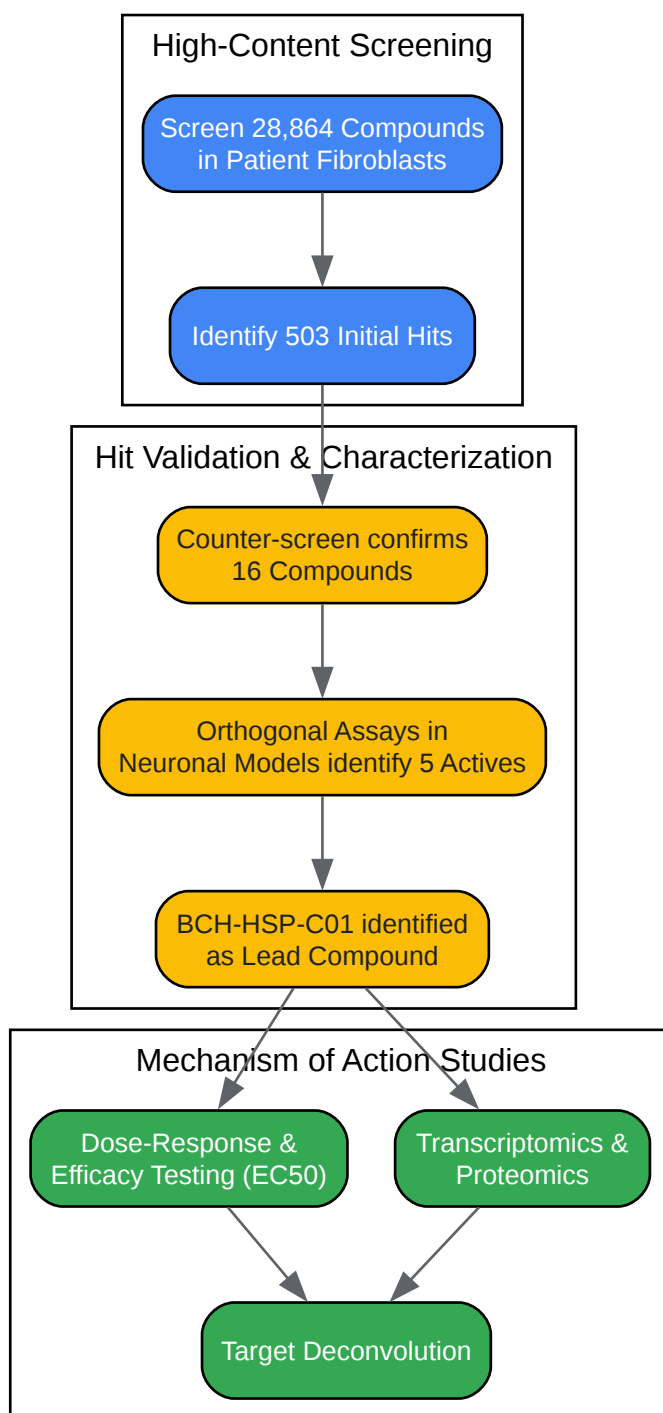 High-Content Screening
Screen 28,864 Compounds
in Patient Fibroblasts
Identify 503 Initial Hits
Hit Validation & Characterization
Counter-screen confirms
16 Compounds
Orthogonal Assays in
Neuronal Models identify 5 Actives
BCH-HSP-C01 identified
as Lead Compound
Mechanism of Action Studies
Dose-Response &
Efficacy Testing (EC50)
Transcriptomics &
Proteomics
Target Deconvolution